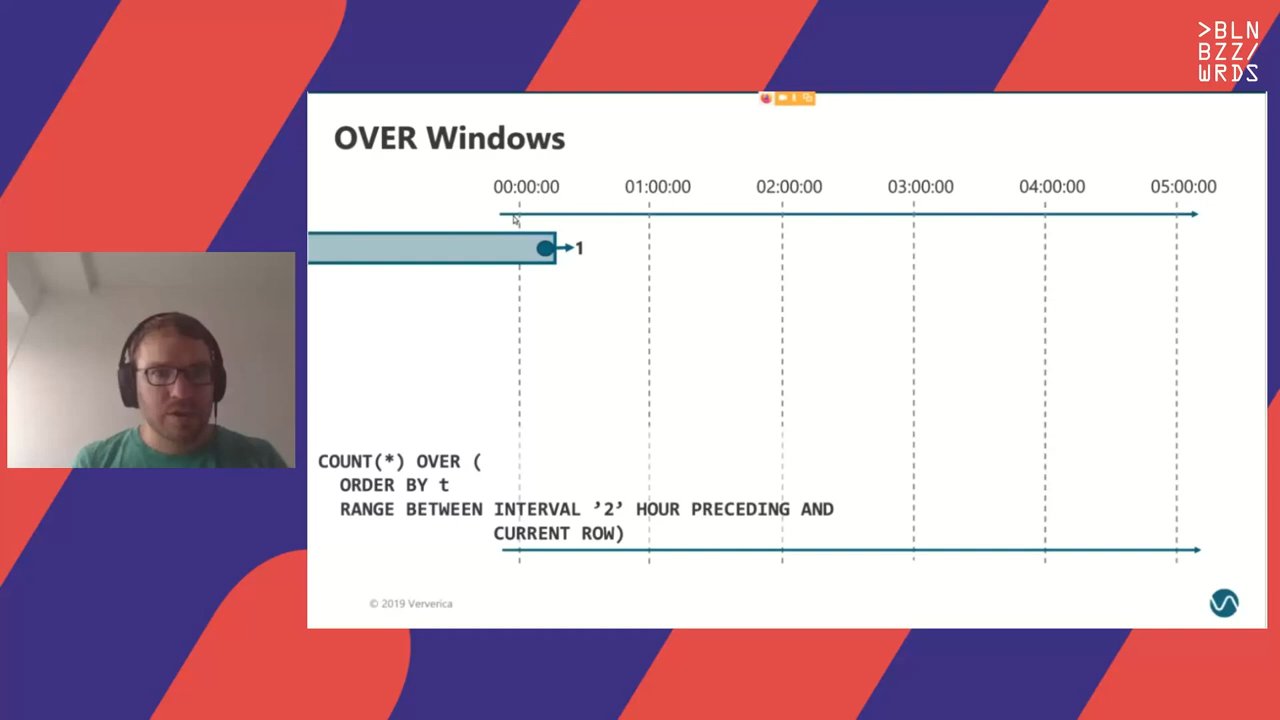 >BLN
BZZ/
WRDS
OVER Windows
00:00:00 01:00:00 02:00:00 03:00:00 04:00:00 05:00:00
1
COUNT(*) OVER (
ORDER BY t
RANGE BETWEEN INTERVAL ’2’ HOUR PRECEDING AND
CURRENT ROW)
© 2019 Ververica